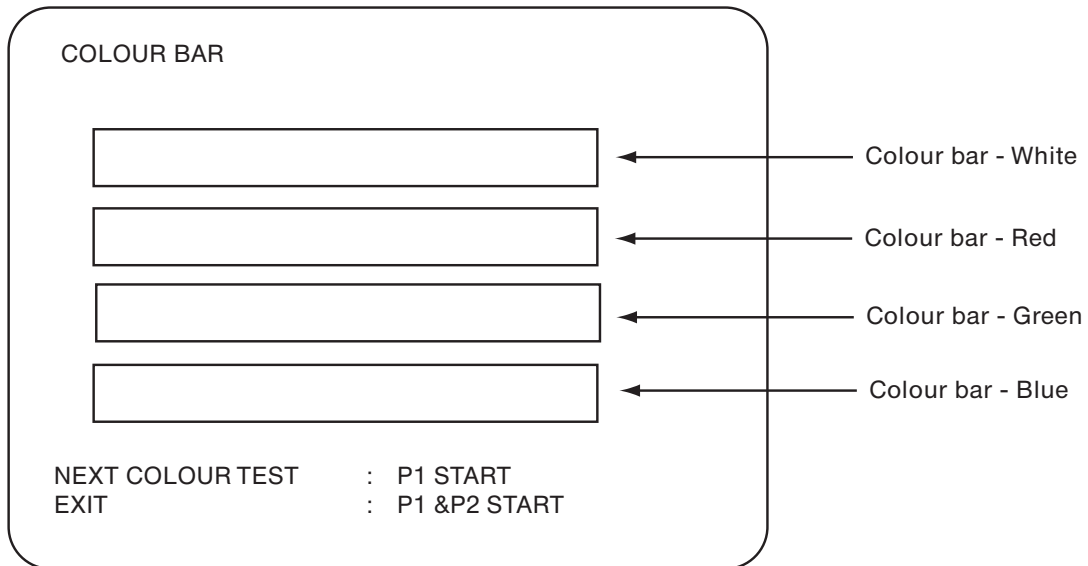 COLOUR BAR
Colour bar - White
Colour bar - Red
Colour bar - Green
Colour bar - Blue
NEXT COLOUR TEST : P1 START
EXIT : P1 &P2 START